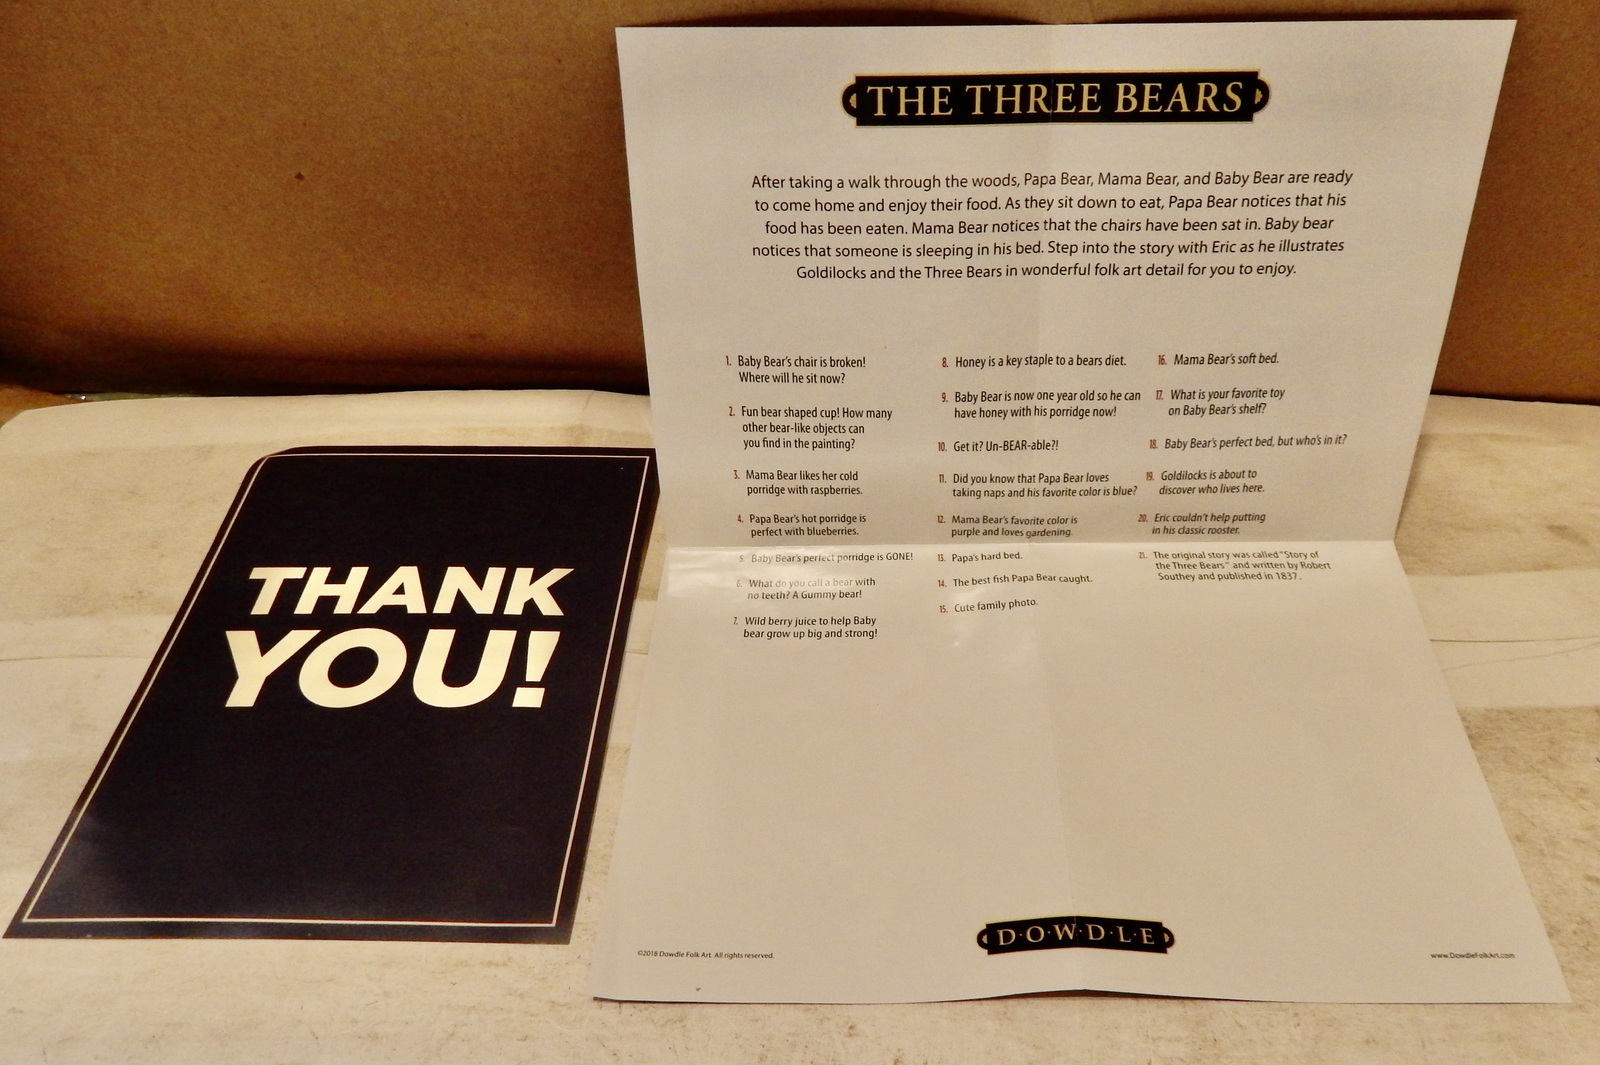 THANK
YOU!
THE THREE BEARS
After taking a walk through the woods, Papa Bear, Mama Bear, and Baby Bear are ready
to come home and enjoy their food. As they sit down to eat, Papa Bear notices that his
food has been eaten. Mama Bear notices that the chairs have been sat in. Baby bear
notices that someone is sleeping in his bed. Step into the story with Eric as he illustrates
Goldilocks and the Three Bears in wonderful folk art detail for you to enjoy.
1. Baby Bear's chair is broken!
Where will he sit now?
2. Fun bear shaped cup! How many
other bear-like objects can
you find in the painting?
3. Mama Bear likes her cold
porridge with raspberries.
4. Papa Bear's hot porridge is
perfect with blueberries.
5. Baby Bear's perfect porridge is GONE!
6. What do you call a bear with
no teeth? A Gummy bear!
7. Wild berry juice to help Baby
bear grow up big and strong!
8. Honey is a key staple to a bears diet.
9. Baby Bear is now one year old so he can
have honey with his porridge now!
10. Get it? Un-BEAR-able?!
11. Did you know that Papa Bear loves
taking naps and his favorite color is blue?
12. Mama Bear's favorite color is
purple and loves gardening.
13. Papa's hard bed.
14. The best fish Papa Bear caught.
15. Cute family photo.
16. Mama Bear's soft bed.
17. What is your favorite toy
on Baby Bear's shelf?
18. Baby Bear's perfect bed, but who's in it?
19. Goldilocks is about to
discover who lives here.
20. Eric couldn't help putting
in his classic rooster.
21. The original story was called "Story of
the Three Bears" and written by Robert
Southey and published in 1837.
D·O·W·D·L·E
©2018 Dowdle Folk Art. All rights reserved.
www.DowdleFolkArt.com